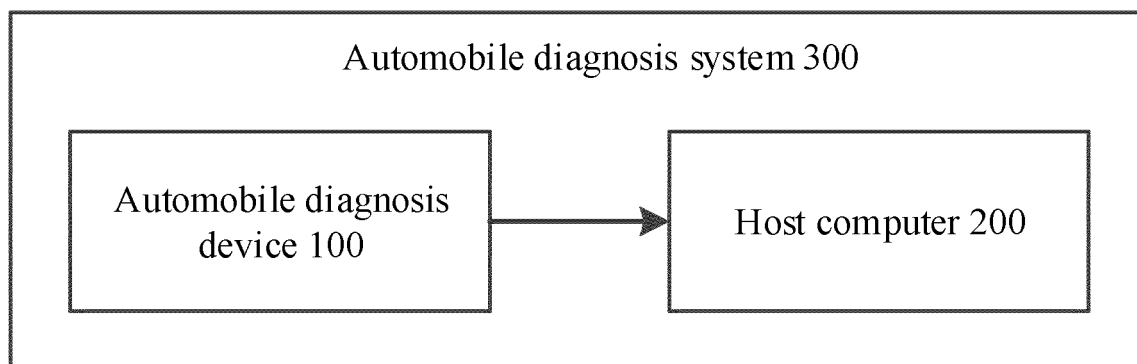 Automobile diagnosis system 300
Automobile diagnosis
device 100
Host computer 200